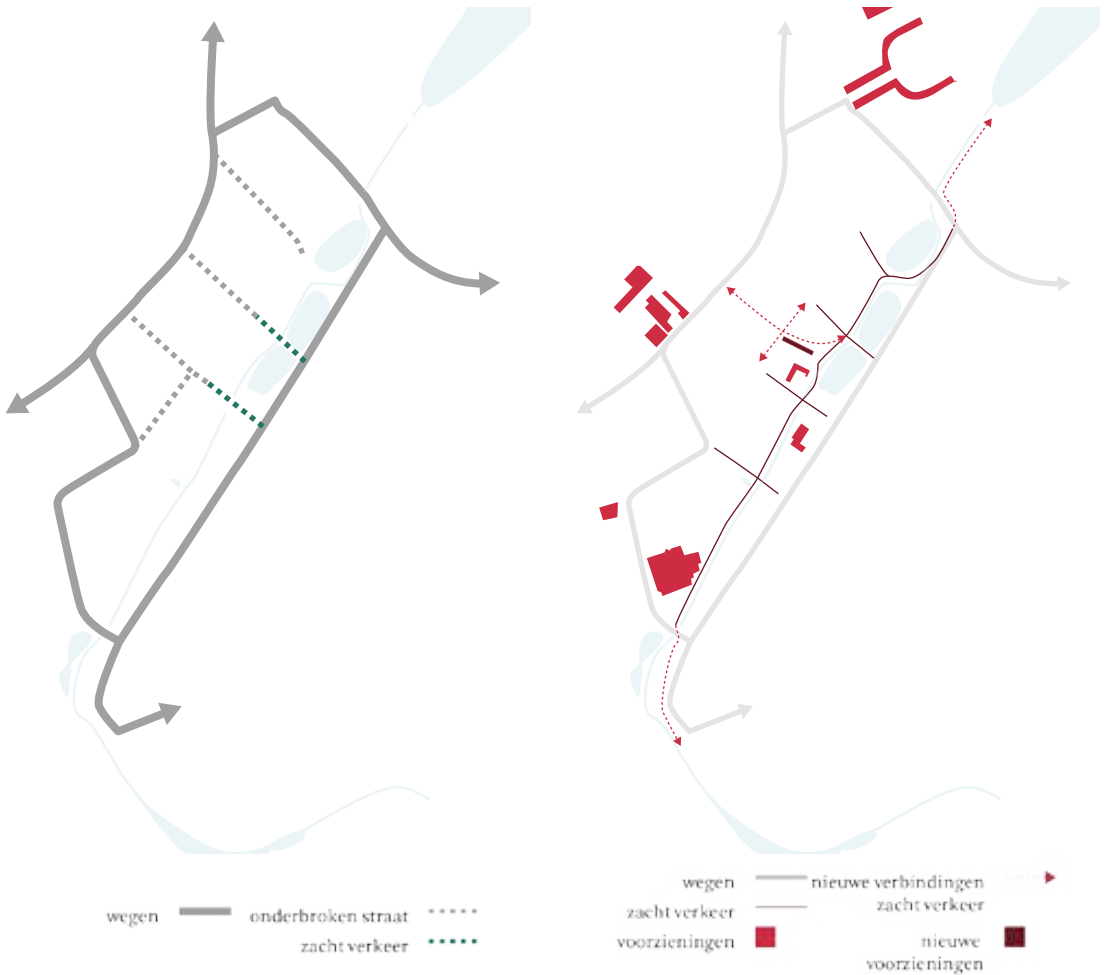 wegen
onderbroken straat
zacht verkeer
wegen
nieuwe verbindingen
zacht verkeer
zacht verkeer
voorzieningen
nieuwe
voorzieningen